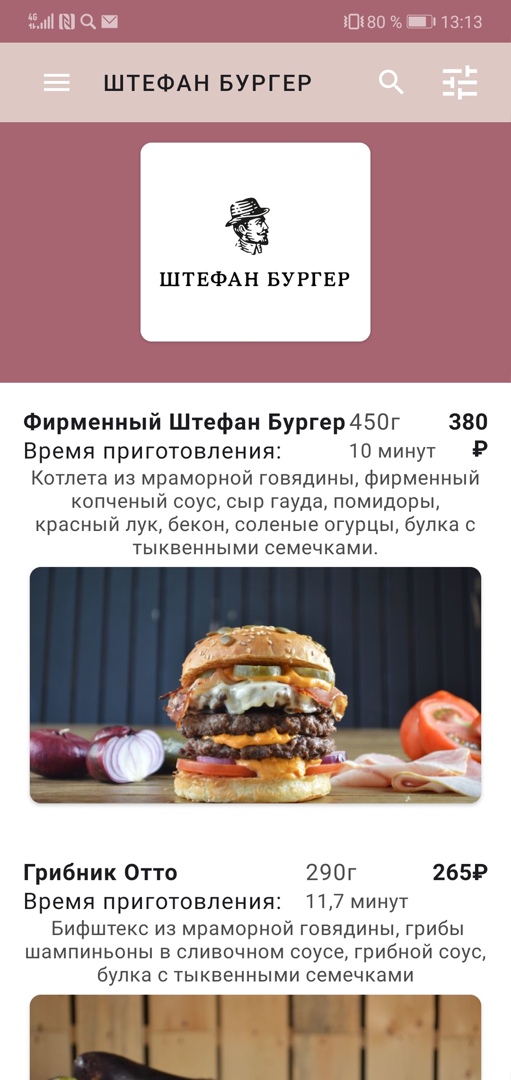 4G 80 % 13:13
ШТЕФАН БУРГЕР
ШТЕФАН БУРГЕР
Фирменный Штефан Бургер 450г 380 ₽
Время приготовления: 10 минут
Котлета из мраморной говядины, фирменный
копченый соус, сыр гауда, помидоры,
красный лук, бекон, соленые огурцы, булка с
тыквенными семечками.
Грибник Отто 290г 265₽
Время приготовления: 11,7 минут
Бифштекс из мраморной говядины, грибы
шампиньоны в сливочном соусе, грибной соус,
булка с тыквенными семечками